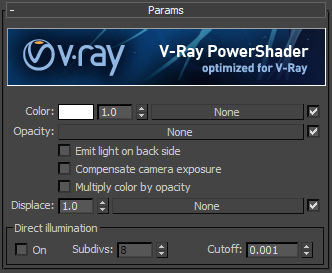 - Params
v·ray V-Ray PowerShader
optimized for V-Ray
Color: 1.0 None
Opacity: None
Emit light on back side
Compensate camera exposure
Multiply color by opacity
Displace: 1.0 None
Direct illumination
On Subdivs: 8 Cutoff: 0.001